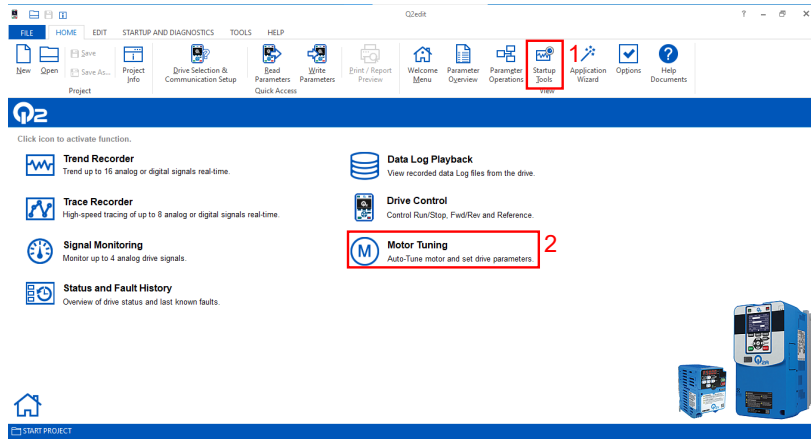 Q2edit
FILE HOME EDIT STARTUP AND DIAGNOSTICS TOOLS HELP
New Open Save Save As... Project Info Drive Selection & Communication Setup Read Parameters Write Parameters Print / Report Preview Welcome Menu Parameter Overview Parameter Operations Startup Tools 1 Application Wizard Options Help Documents
Project Quick Access View
Q2
Click icon to activate function.
Trend Recorder
Trend up to 16 analog or digital signals real-time.
Data Log Playback
View recorded data Log files from the drive.
Trace Recorder
High-speed tracing of up to 8 analog or digital signals real-time.
Drive Control
Control Run/Stop, Fwd/Rev and Reference.
Signal Monitoring
Monitor up to 4 analog drive signals.
M
Motor Tuning
Auto-Tune motor and set drive parameters.
2
Status and Fault History
Overview of drive status and last known faults.
START PROJECT